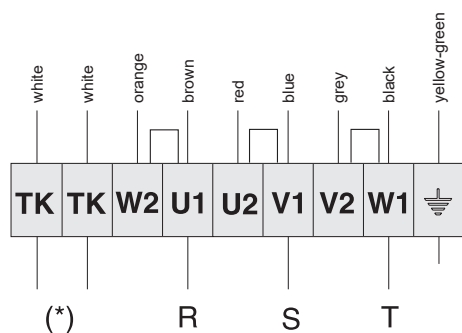 white white orange brown red blue grey black yellow-green
TK TK W2 U1 U2 V1 V2 W1
(*) R S T